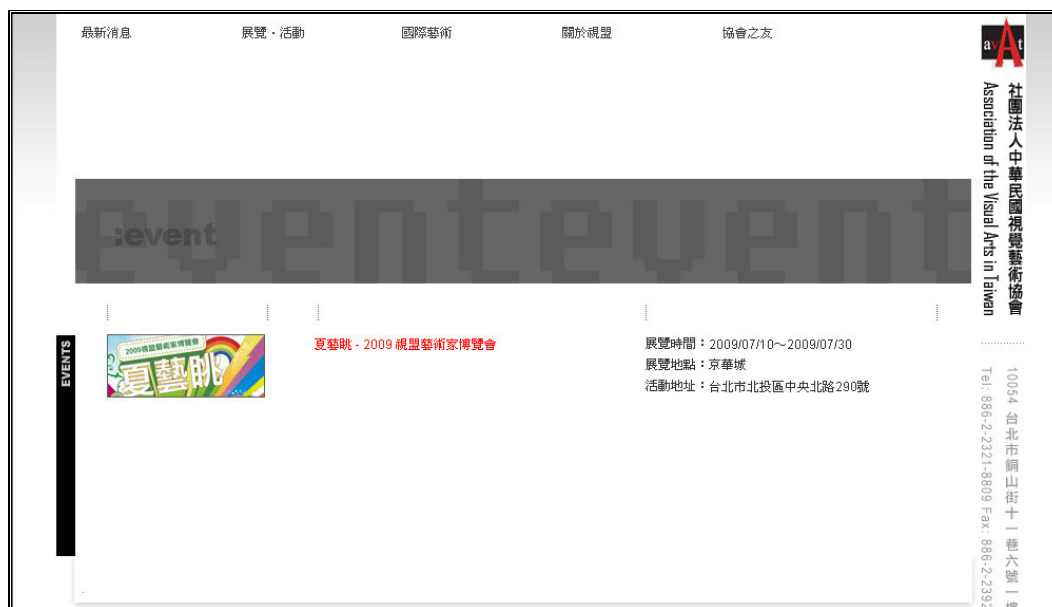 最新消息
展覽・活動
國際藝術
關於視盟
協會之友
avAt
社團法人中華民國視覺藝術協會
Association of the Visual Arts in Taiwan
eventevent
:event
EVENTS
2009視盟藝術家博覽會
夏藝眺
夏藝眺 - 2009 視盟藝術家博覽會
展覽時間：2009/07/10～2009/07/30
展覽地點：京華城
活動地址：台北市北投區中央北路290號
10054 台北市銅山街十一巷六號一樓
Tel: 886-2-2321-8809 Fax: 886-2-2392